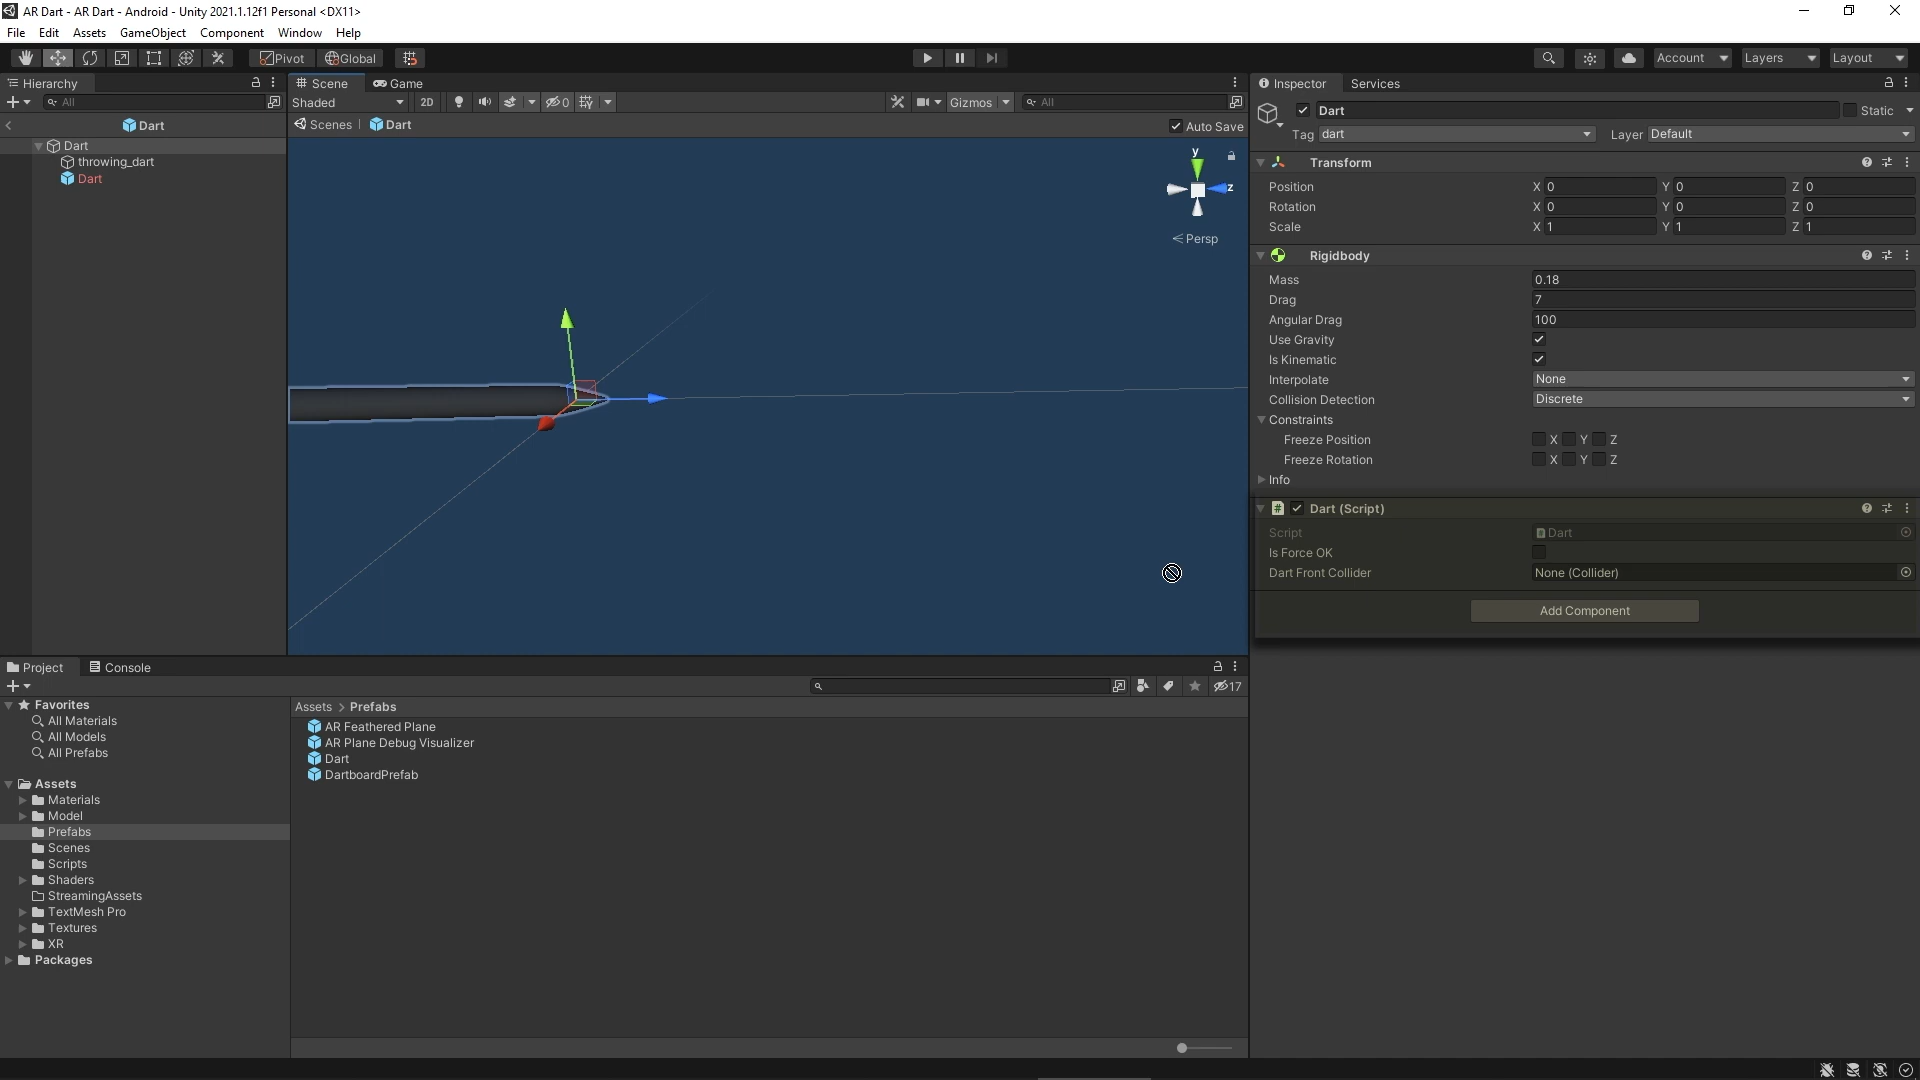 AR Dart - AR Dart - Android - Unity 2021.1.12f1 Personal <DX11>
File Edit Assets GameObject Component Window Help
Pivot Global Account Layers Layout
Hierarchy
All
Dart
Dart
throwing_dart
Dart
Scene Game
Shaded 2D 0 Gizmos All
Scenes Dart Auto Save
y
z
Persp
Inspector Services
Dart Static
Tag dart Layer Default
Transform
Position X 0 Y 0 Z 0
Rotation X 0 Y 0 Z 0
Scale X 1 Y 1 Z 1
Rigidbody
Mass 0.18
Drag 7
Angular Drag 100
Use Gravity
Is Kinematic
Interpolate None
Collision Detection Discrete
Constraints
Freeze Position X Y Z
Freeze Rotation X Y Z
Info
# Dart (Script)
Script Dart
Is Force OK
Dart Front Collider None (Collider)
Add Component
Project Console
17
Favorites
All Materials
All Models
All Prefabs
Assets
Materials
Model
Prefabs
Scenes
Scripts
Shaders
StreamingAssets
TextMesh Pro
Textures
XR
Packages
Assets > Prefabs
AR Feathered Plane
AR Plane Debug Visualizer
Dart
DartboardPrefab